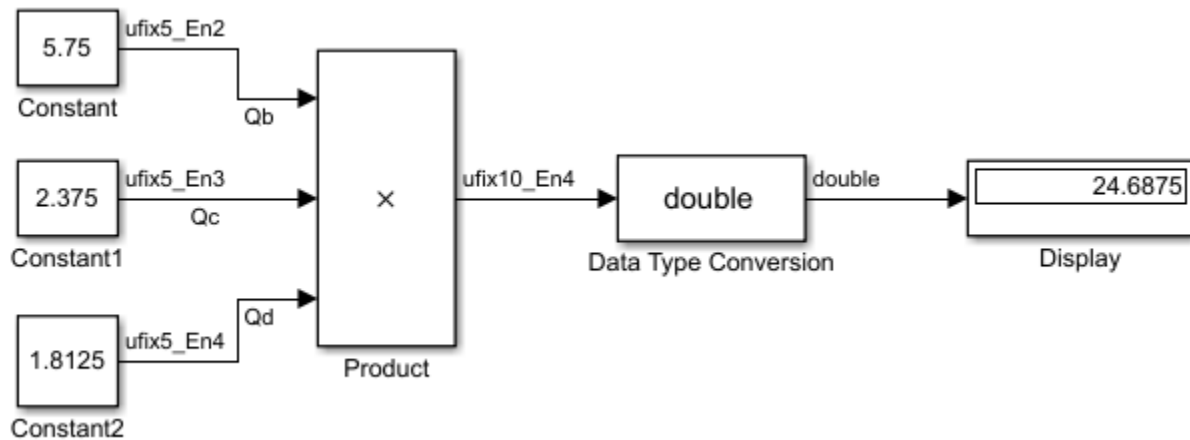 5.75
ufix5_En2
Constant
Qb
2.375
ufix5_En3
Qc
Constant1
1.8125
ufix5_En4
Qd
Constant2
×
Product
ufix10_En4
double
Data Type Conversion
double
24.6875
Display